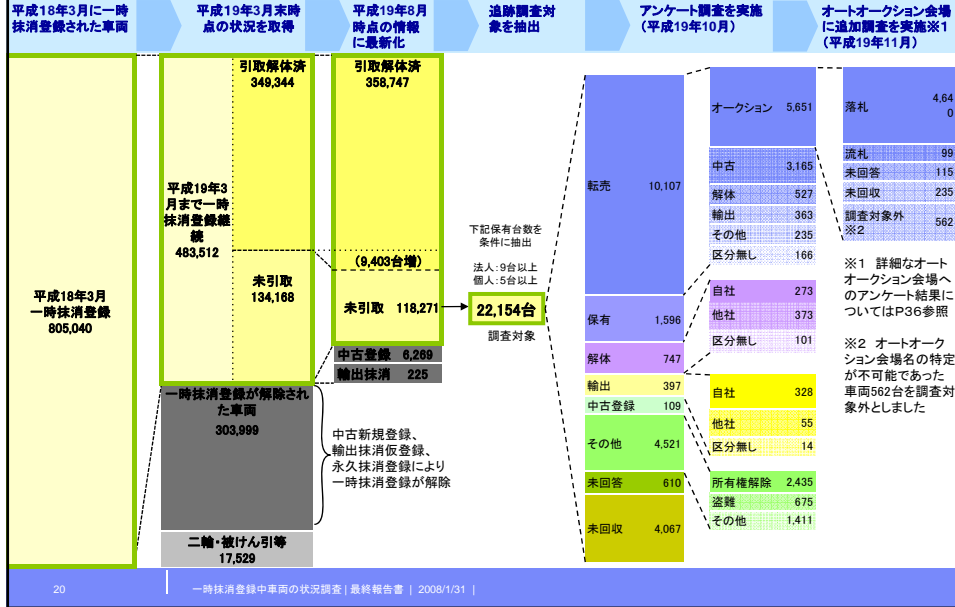 平成18年3月に一時
抹消登録された車両
平成19年3月末時
点の状況を取得
平成19年8月
時点の情報
に最新化
追跡調査対
象を抽出
アンケート調査を実施
(平成19年10月)
オートオークション会場
に追加調査を実施※1
(平成19年11月)
平成18年3月
一時抹消登録
805,040
平成19年3
月まで一時
抹消登録継
続
483,512
引取解体済
349,344
未引取
134,168
一時抹消登録が解除され
た車両
303,999
二輪・被けん引等
17,529
引取解体済
358,747
(9,403台増)
未引取 118,271
中古登録 6,269
輸出抹消 225
中古新規登録、
輸出抹消仮登録、
永久抹消登録により
一時抹消登録が解除
下記保有台数を
条件に抽出
法人:9台以上
個人:5台以上
22,154台
調査対象
転売 10,107
保有 1,596
解体 747
輸出 397
中古登録 109
その他 4,521
未回答 610
未回収 4,067
オークション 5,651
中古 3,165
解体 527
輸出 363
その他 235
区分無し 166
自社 273
他社 373
区分無し 101
自社 328
他社 55
区分無し 14
所有権解除 2,435
盗難 675
その他 1,411
落札 4,64
0
流札 99
未回答 115
未回収 235
調査対象外
※2 562
※1 詳細なオート
オークション会場へ
のアンケート結果に
ついてはP36参照
※2 オートオーク
ション会場名の特定
が不可能であった
車両562台を調査対
象外としました
20
一時抹消登録中車両の状況調査 | 最終報告書 | 2008/1/31 |